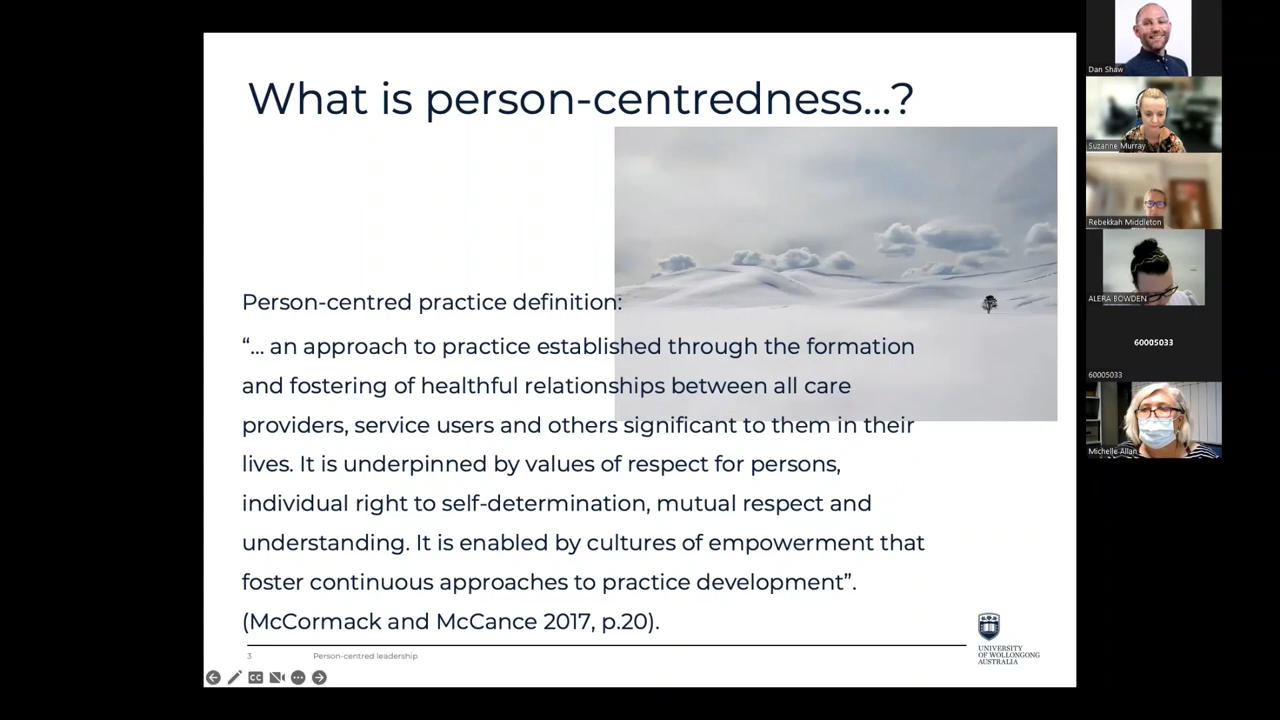 What is person-centredness...?
Person-centred practice definition:
“... an approach to practice established through the formation
and fostering of healthful relationships between all care
providers, service users and others significant to them in their
lives. It is underpinned by values of respect for persons,
individual right to self-determination, mutual respect and
understanding. It is enabled by cultures of empowerment that
foster continuous approaches to practice development”.
(McCormack and McCance 2017, p.20).
3 Person-centred leadership
UNIVERSITY
OF WOLLONGONG
AUSTRALIA
CC
Dan Shaw
Suzanne Murray
Rebekkah Middleton
ALERA BOWDEN
60005033
60005033
Michelle Allan